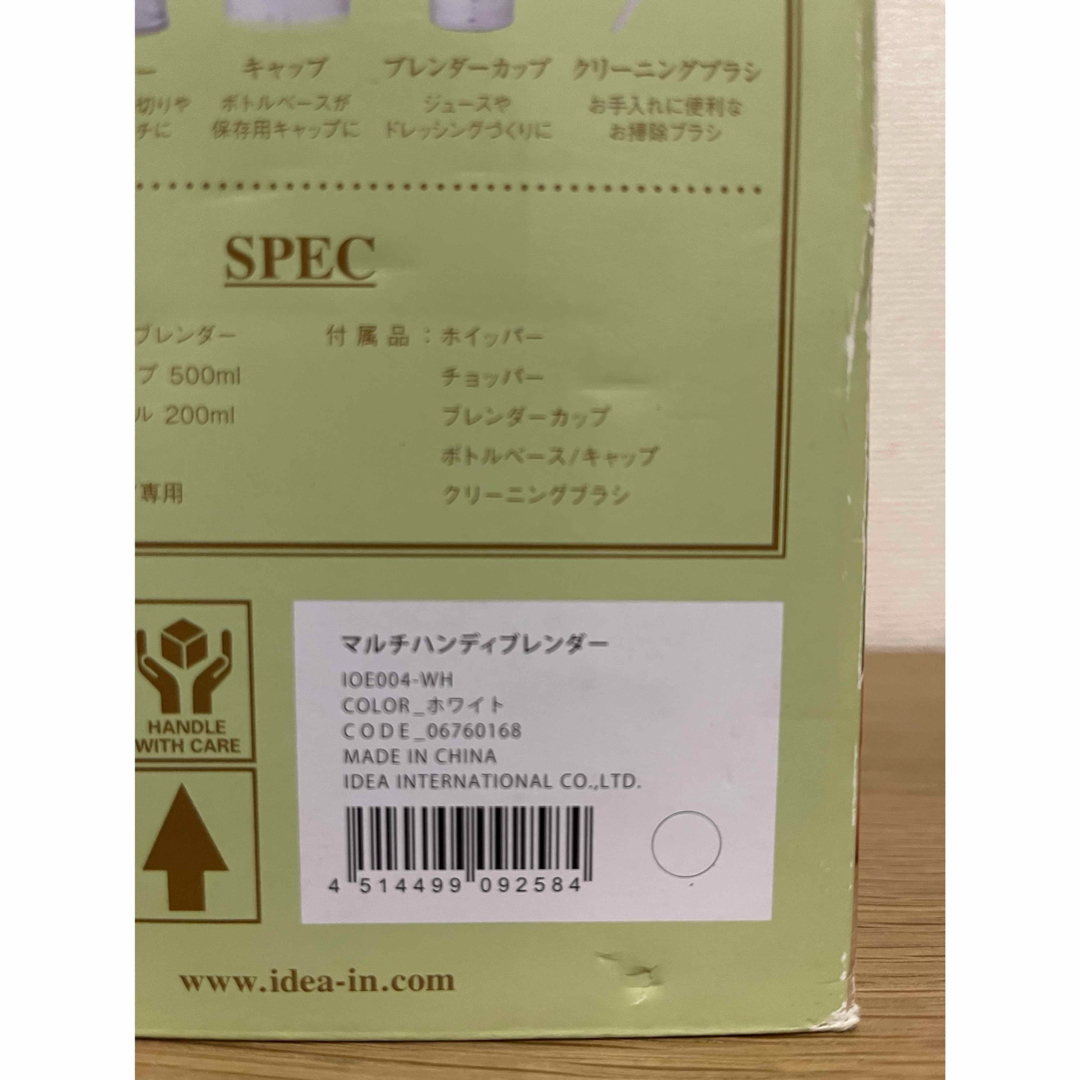 キャップ
ボトルベースが
保存用キャップに
ブレンダーカップ
ジュースや
ドレッシングづくりに
クリーニングブラシ
お手入れに便利な
お掃除ブラシ
切りや
チに
SPEC
ブレンダー
プ 500ml
ル 200ml
専用
付属品：ホイッパー
チョッパー
ブレンダーカップ
ボトルベース/キャップ
クリーニングブラシ
HANDLE
WITH CARE
マルチハンディブレンダー
IOE004-WH
COLOR_ホワイト
CODE_06760168
MADE IN CHINA
IDEA INTERNATIONAL CO.,LTD.
4 514499 092584
www.idea-in.com